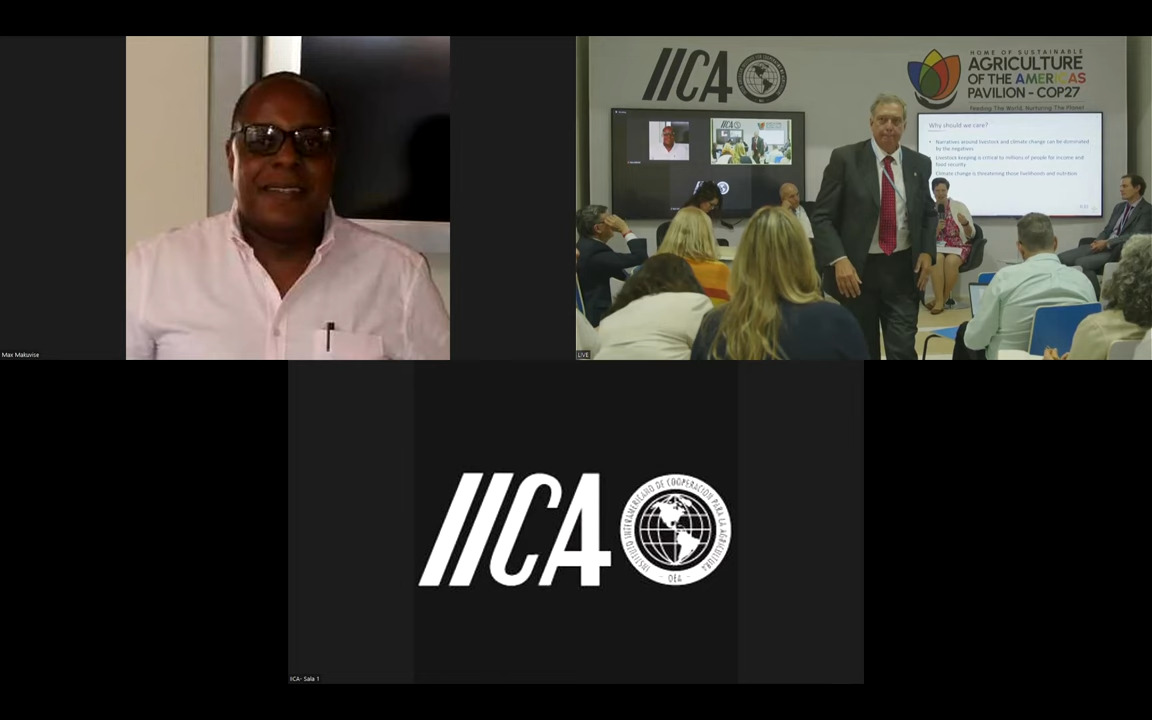 Max Makuvise
IICA
HOME OF SUSTAINABLE
AGRICULTURE
OF THE AMERICAS
PAVILION - COP27
Feeding The World. Nurturing The Planet
Why should we care?
Narratives around livestock and climate change can be dominated
by the negatives
Livestock keeping is critical to millions of people for income and
food security
Climate change is threatening those livelihoods and nutrition
LIVE
IICA
INSTITUTO INTERAMERICANO DE COOPERACION PARA LA AGRICULTURA
- OEA -
IICA- Sala 1